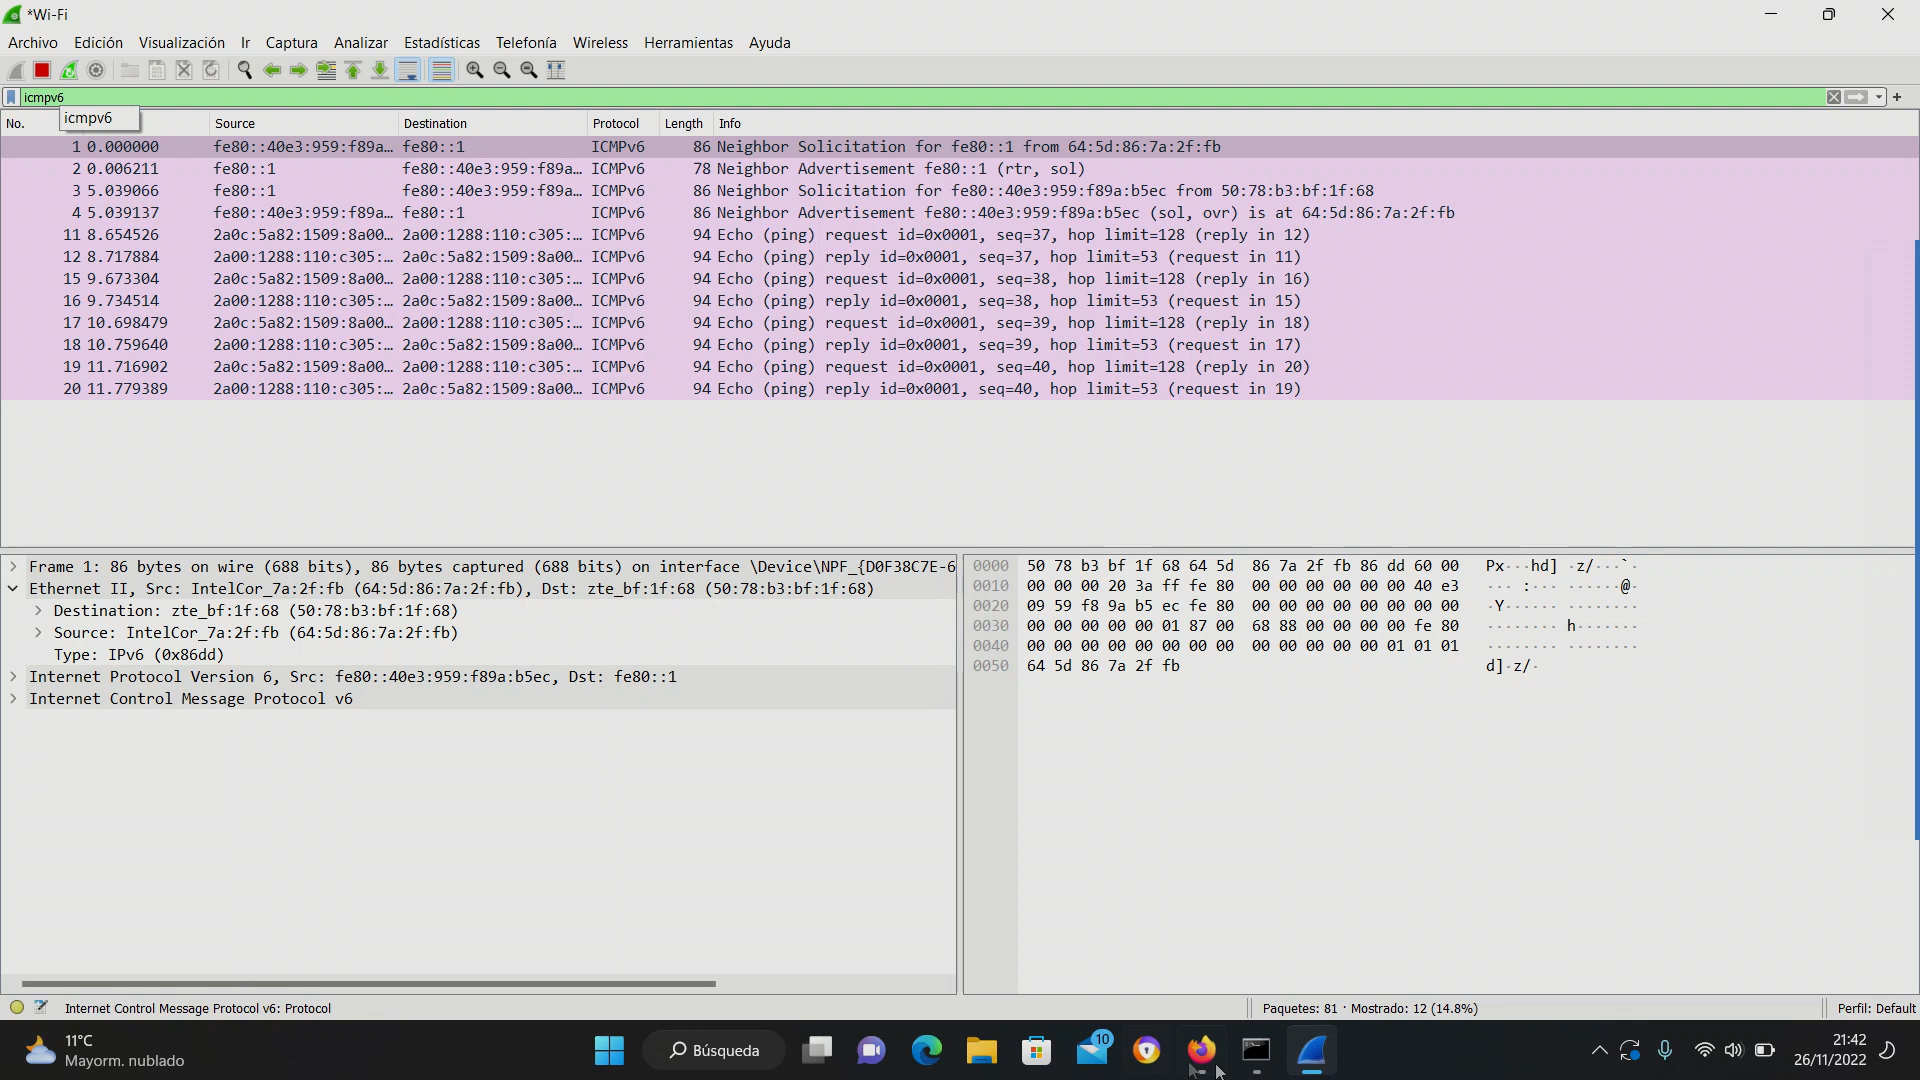 *Wi-Fi
Archivo Edición Visualización Ir Captura Analizar Estadísticas Telefonía Wireless Herramientas Ayuda
icmpv6
icmpv6
No. Source Destination Protocol Length Info
1 0.000000 fe80::40e3:959:f89a… fe80::1 ICMPv6 86 Neighbor Solicitation for fe80::1 from 64:5d:86:7a:2f:fb
2 0.006211 fe80::1 fe80::40e3:959:f89a… ICMPv6 78 Neighbor Advertisement fe80::1 (rtr, sol)
3 5.039066 fe80::1 fe80::40e3:959:f89a… ICMPv6 86 Neighbor Solicitation for fe80::40e3:959:f89a:b5ec from 50:78:b3:bf:1f:68
4 5.039137 fe80::40e3:959:f89a… fe80::1 ICMPv6 86 Neighbor Advertisement fe80::40e3:959:f89a:b5ec (sol, ovr) is at 64:5d:86:7a:2f:fb
11 8.654526 2a0c:5a82:1509:8a00… 2a00:1288:110:c305:… ICMPv6 94 Echo (ping) request id=0x0001, seq=37, hop limit=128 (reply in 12)
12 8.717884 2a00:1288:110:c305:… 2a0c:5a82:1509:8a00… ICMPv6 94 Echo (ping) reply id=0x0001, seq=37, hop limit=53 (request in 11)
15 9.673304 2a0c:5a82:1509:8a00… 2a00:1288:110:c305:… ICMPv6 94 Echo (ping) request id=0x0001, seq=38, hop limit=128 (reply in 16)
16 9.734514 2a00:1288:110:c305:… 2a0c:5a82:1509:8a00… ICMPv6 94 Echo (ping) reply id=0x0001, seq=38, hop limit=53 (request in 15)
17 10.698479 2a0c:5a82:1509:8a00… 2a00:1288:110:c305:… ICMPv6 94 Echo (ping) request id=0x0001, seq=39, hop limit=128 (reply in 18)
18 10.759640 2a00:1288:110:c305:… 2a0c:5a82:1509:8a00… ICMPv6 94 Echo (ping) reply id=0x0001, seq=39, hop limit=53 (request in 17)
19 11.716902 2a0c:5a82:1509:8a00… 2a00:1288:110:c305:… ICMPv6 94 Echo (ping) request id=0x0001, seq=40, hop limit=128 (reply in 20)
20 11.779389 2a00:1288:110:c305:… 2a0c:5a82:1509:8a00… ICMPv6 94 Echo (ping) reply id=0x0001, seq=40, hop limit=53 (request in 19)
Frame 1: 86 bytes on wire (688 bits), 86 bytes captured (688 bits) on interface \Device\NPF_{D0F38C7E-6
Ethernet II, Src: IntelCor_7a:2f:fb (64:5d:86:7a:2f:fb), Dst: zte_bf:1f:68 (50:78:b3:bf:1f:68)
Destination: zte_bf:1f:68 (50:78:b3:bf:1f:68)
Source: IntelCor_7a:2f:fb (64:5d:86:7a:2f:fb)
Type: IPv6 (0x86dd)
Internet Protocol Version 6, Src: fe80::40e3:959:f89a:b5ec, Dst: fe80::1
Internet Control Message Protocol v6
0000 50 78 b3 bf 1f 68 64 5d 86 7a 2f fb 86 dd 60 00 Px···hd] ·z/···`·
0010 00 00 00 20 3a ff fe 80 00 00 00 00 00 00 40 e3 ··· :··· ······@·
0020 09 59 f8 9a b5 ec fe 80 00 00 00 00 00 00 00 00 ·Y······ ········
0030 00 00 00 00 00 01 87 00 68 88 00 00 00 00 fe 80 ········ h·······
0040 00 00 00 00 00 00 00 00 00 00 00 00 00 01 01 01 ········ ········
0050 64 5d 86 7a 2f fb d]·z/·
Internet Control Message Protocol v6: Protocol Paquetes: 81 · Mostrado: 12 (14.8%) Perfil: Default
11°C
Mayorm. nublado
Búsqueda
10
21:42
26/11/2022